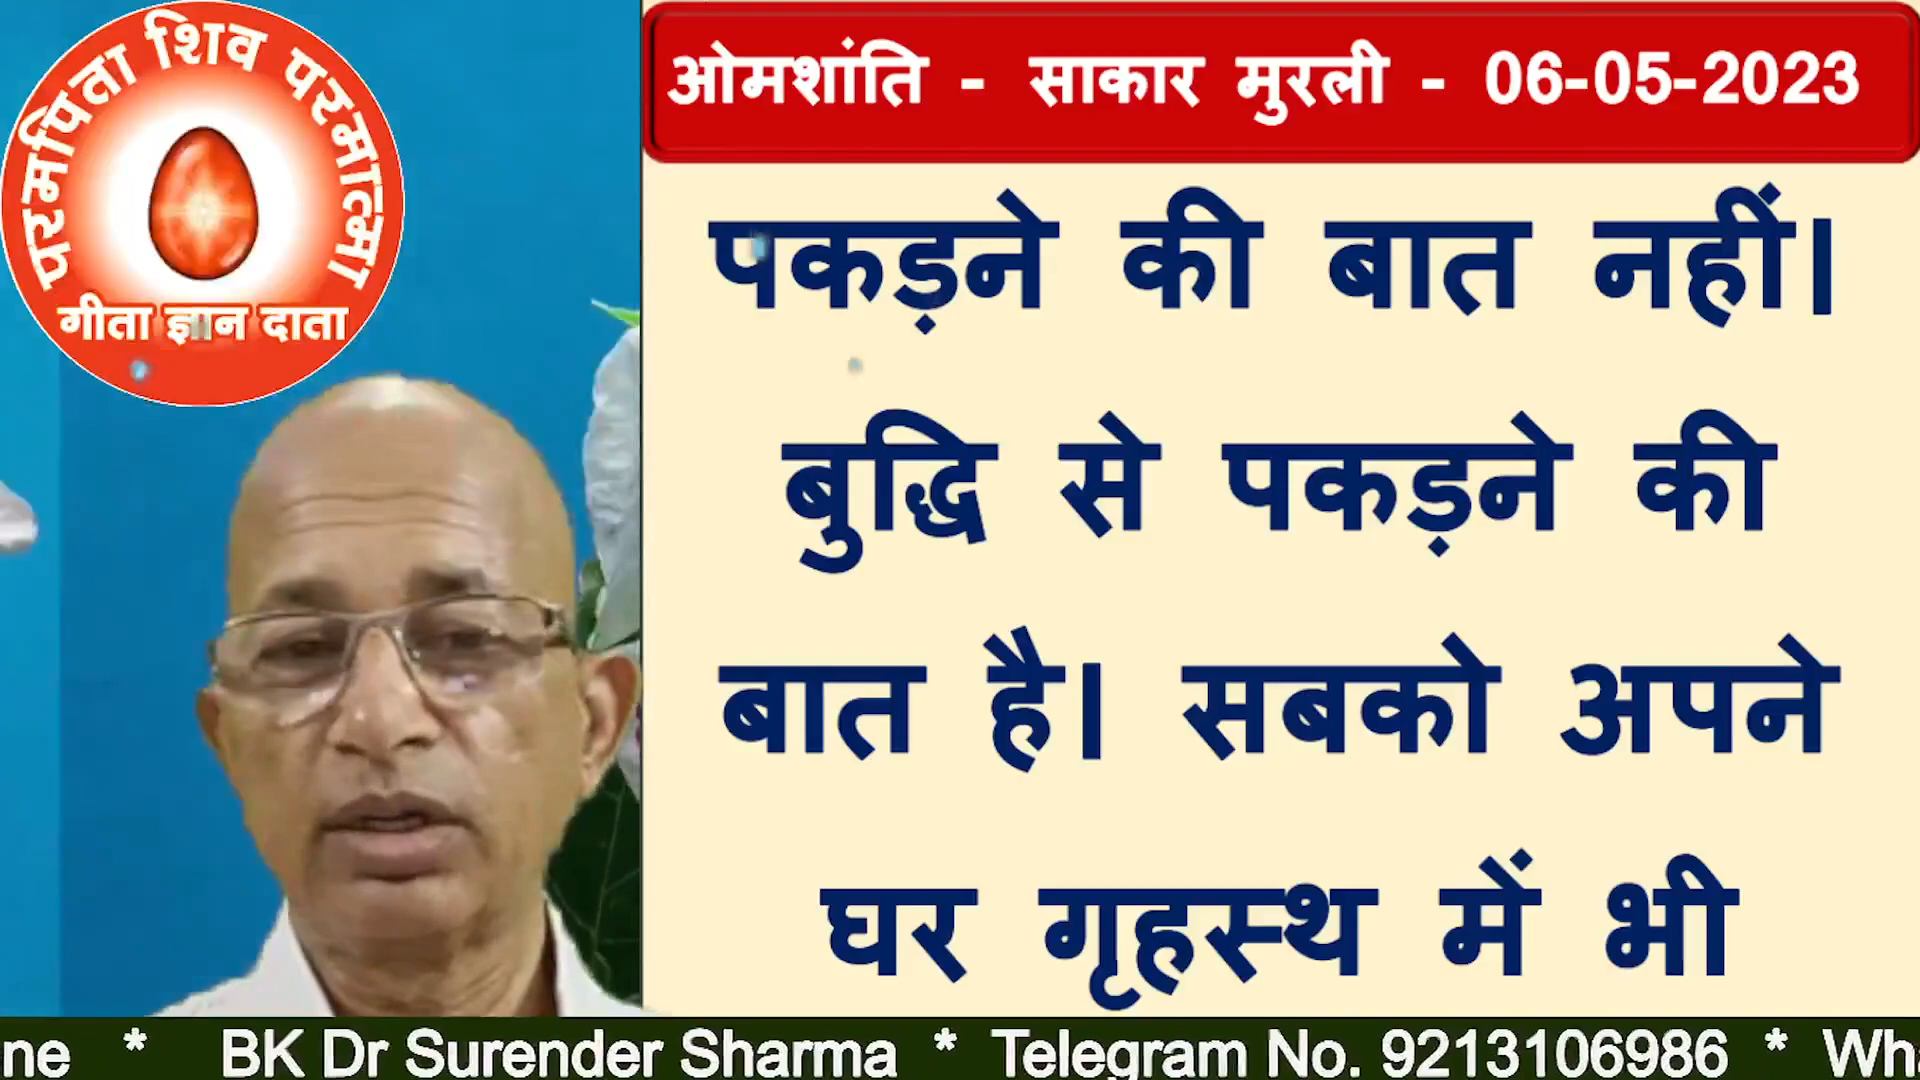 परमपिता शिव परमात्मा
गीता ज्ञान दाता
ओमशांति - साकार मुरली - 06-05-2023
पकड़ने की बात नहीं।
बुद्धि से पकड़ने की
बात है। सबको अपने
घर गृहस्थ में भी
ne * BK Dr Surender Sharma * Telegram No. 9213106986 * Wh